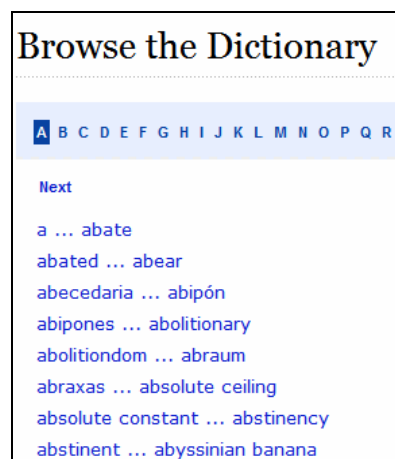 Browse the Dictionary
A B C D E F G H I J K L M N O P Q R
Next
a ... abate
abated ... abear
abecedaria ... abipón
abipones ... abolitionary
abolitiondom ... abraum
abraxas ... absolute ceiling
absolute constant ... abstinency
abstinent ... abyssinian banana